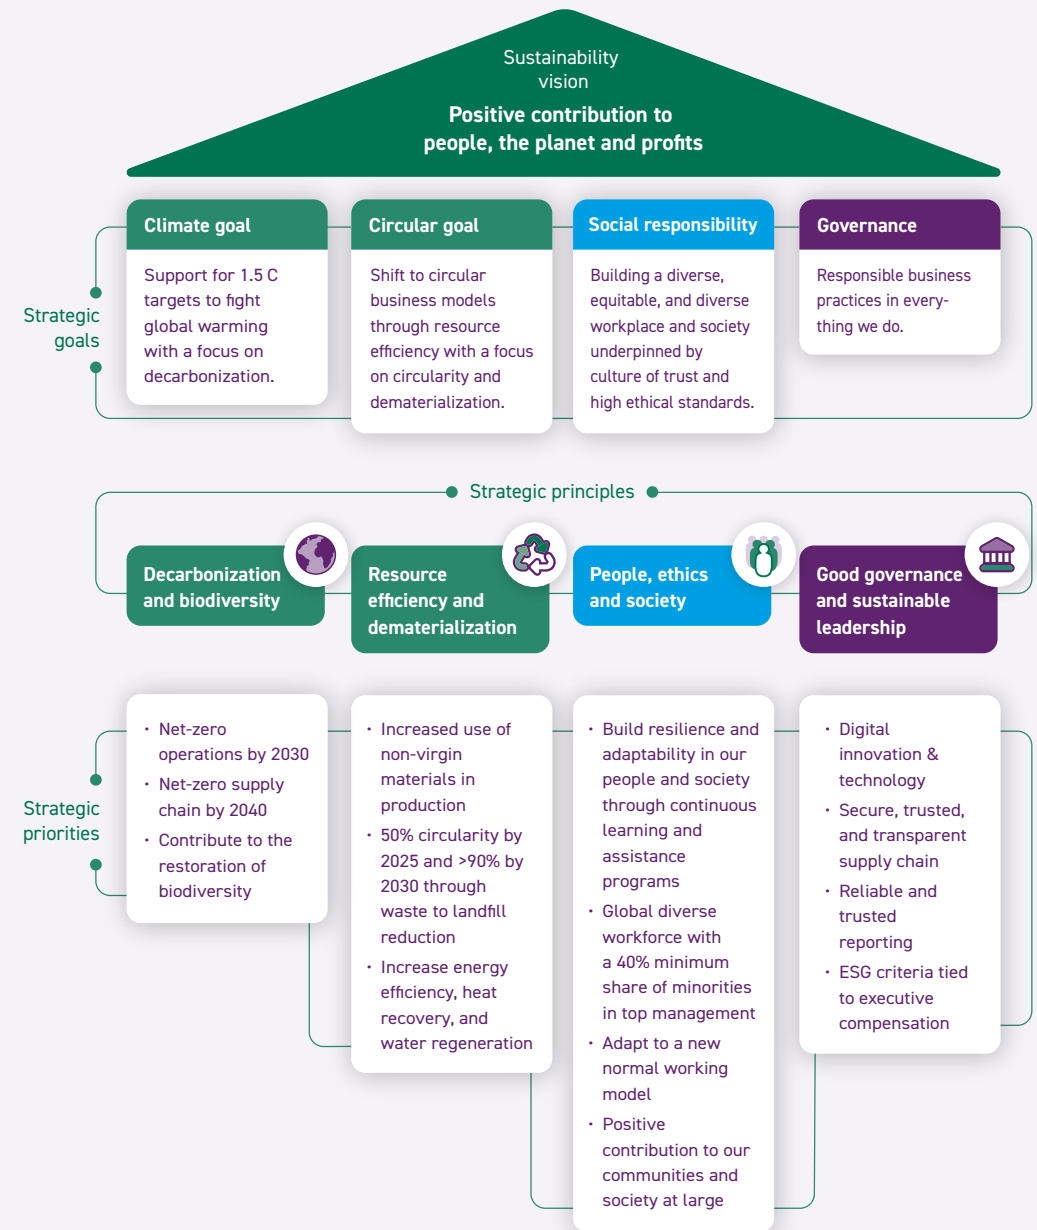 Sustainability
vision
Positive contribution to
people, the planet and profits
Strategic
goals
Climate goal
Support for 1.5 C
targets to fight
global warming
with a focus on
decarbonization.
Circular goal
Shift to circular
business models
through resource
efficiency with a focus
on circularity and
dematerialization.
Social responsibility
Building a diverse,
equitable, and diverse
workplace and society
underpinned by
culture of trust and
high ethical standards.
Governance
Responsible business
practices in every-
thing we do.
Strategic principles
Decarbonization
and biodiversity
Resource
efficiency and
dematerialization
People, ethics
and society
Good governance
and sustainable
leadership
Strategic
priorities
· Net-zero
operations by 2030
· Net-zero supply
chain by 2040
· Contribute to the
restoration of
biodiversity
· Increased use of
non-virgin
materials in
production
· 50% circularity by
2025 and >90% by
2030 through
waste to landfill
reduction
· Increase energy
efficiency, heat
recovery, and
water regeneration
· Build resilience and
adaptability in our
people and society
through continuous
learning and
assistance
programs
· Global diverse
workforce with
a 40% minimum
share of minorities
in top management
· Adapt to a new
normal working
model
· Positive
contribution to our
communities and
society at large
· Digital
innovation &
technology
· Secure, trusted,
and transparent
supply chain
· Reliable and
trusted
reporting
· ESG criteria tied
to executive
compensation